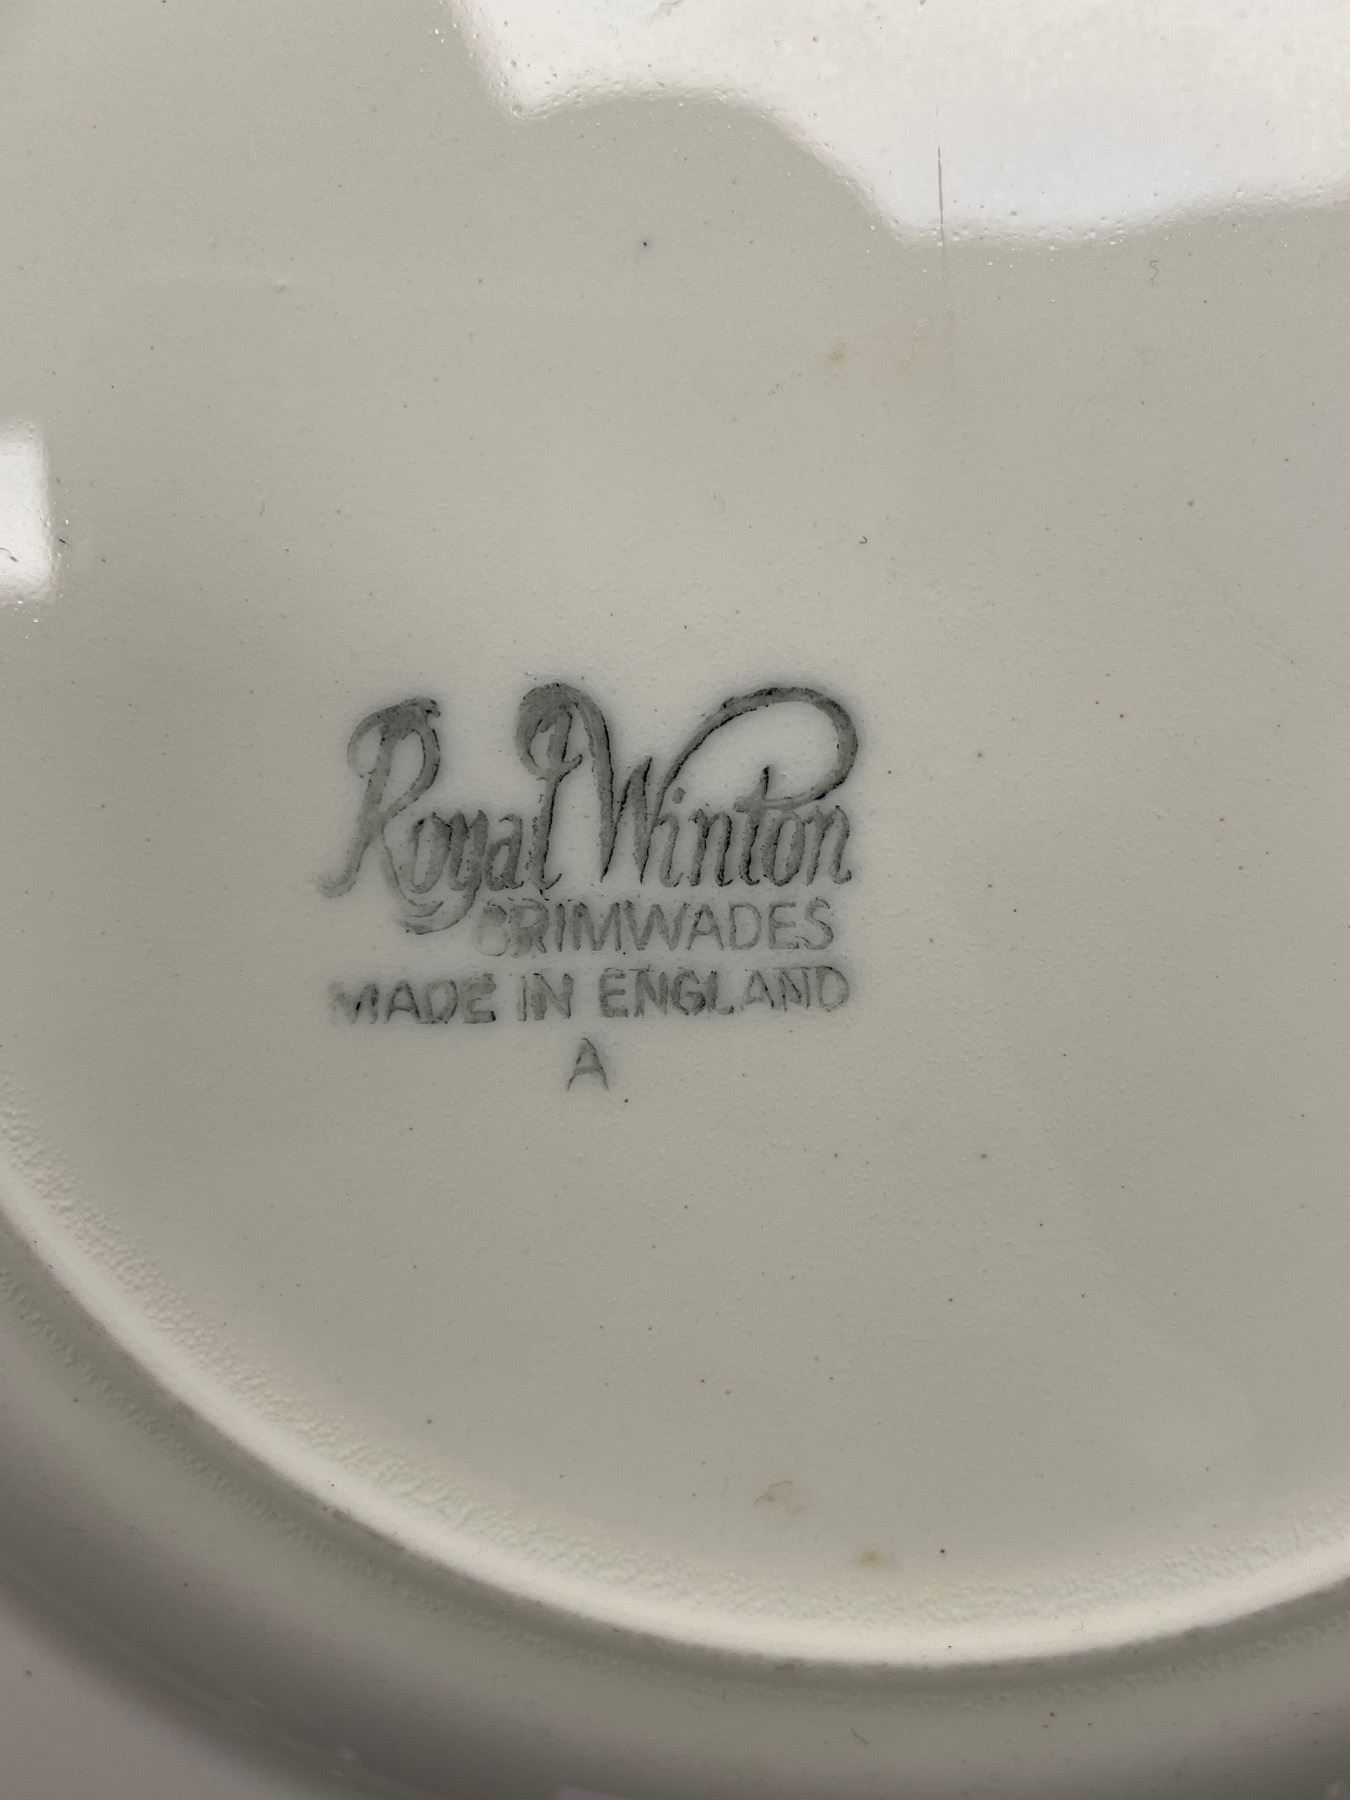 Royal Winton
GRIMWADES
MADE IN ENGLAND
A